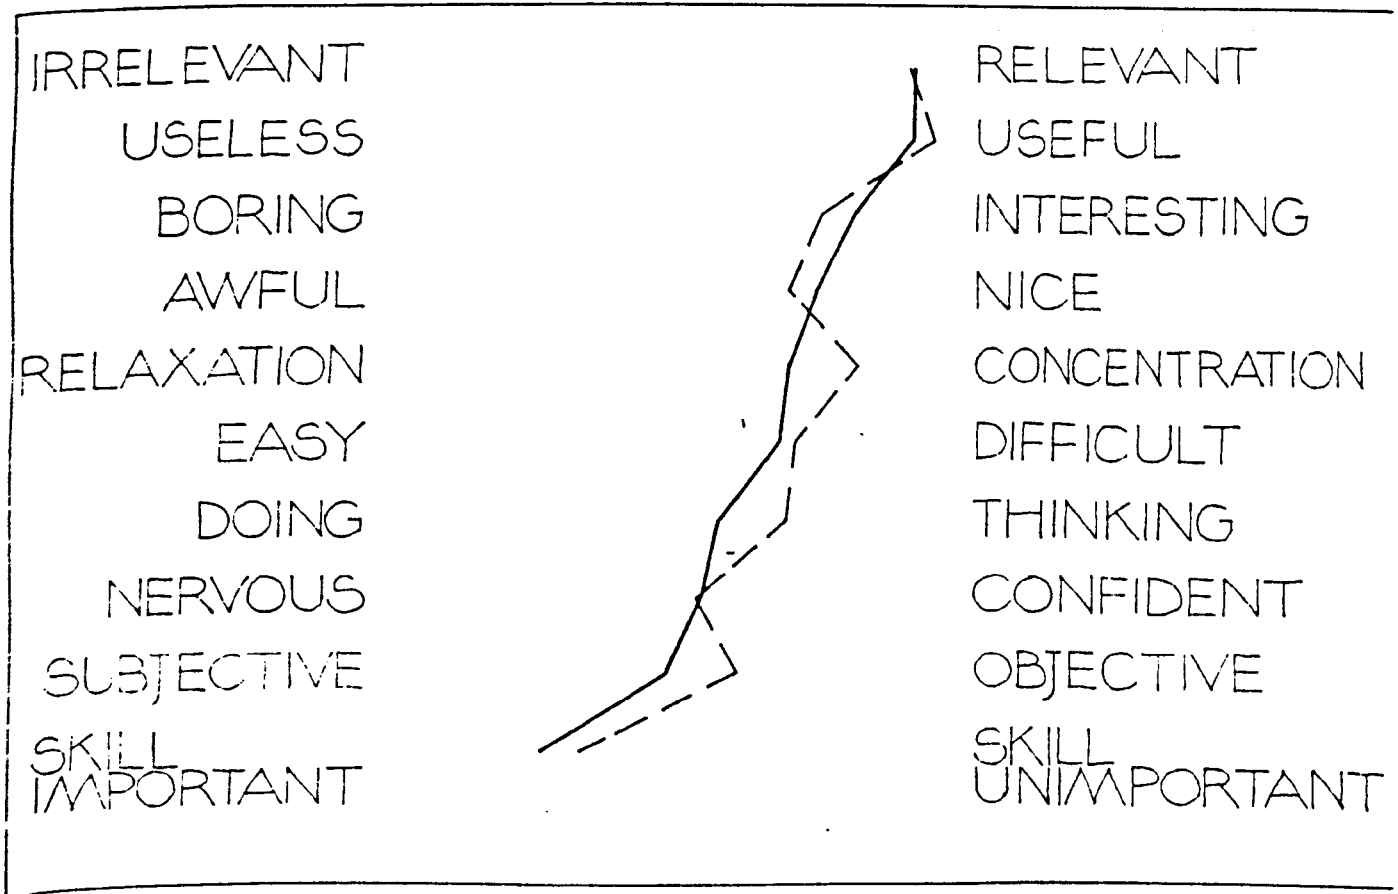 IRRELEVANT RELEVANT
USELESS USEFUL
BORING INTERESTING
AWFUL NICE
RELAXATION CONCENTRATION
EASY DIFFICULT
DOING THINKING
NERVOUS CONFIDENT
SUBJECTIVE OBJECTIVE
SKILL SKILL
IMPORTANT UNIMPORTANT